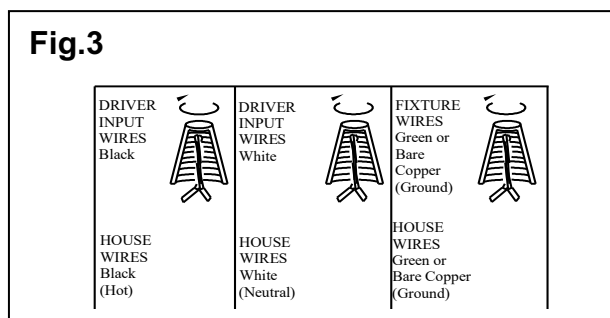 Fig.3
DRIVER
INPUT
WIRES
Black
HOUSE
WIRES
Black
(Hot)
DRIVER
INPUT
WIRES
White
HOUSE
WIRES
White
(Neutral)
FIXTURE
WIRES
Green or
Bare
Copper
(Ground)
HOUSE
WIRES
Green or
Bare Copper
(Ground)